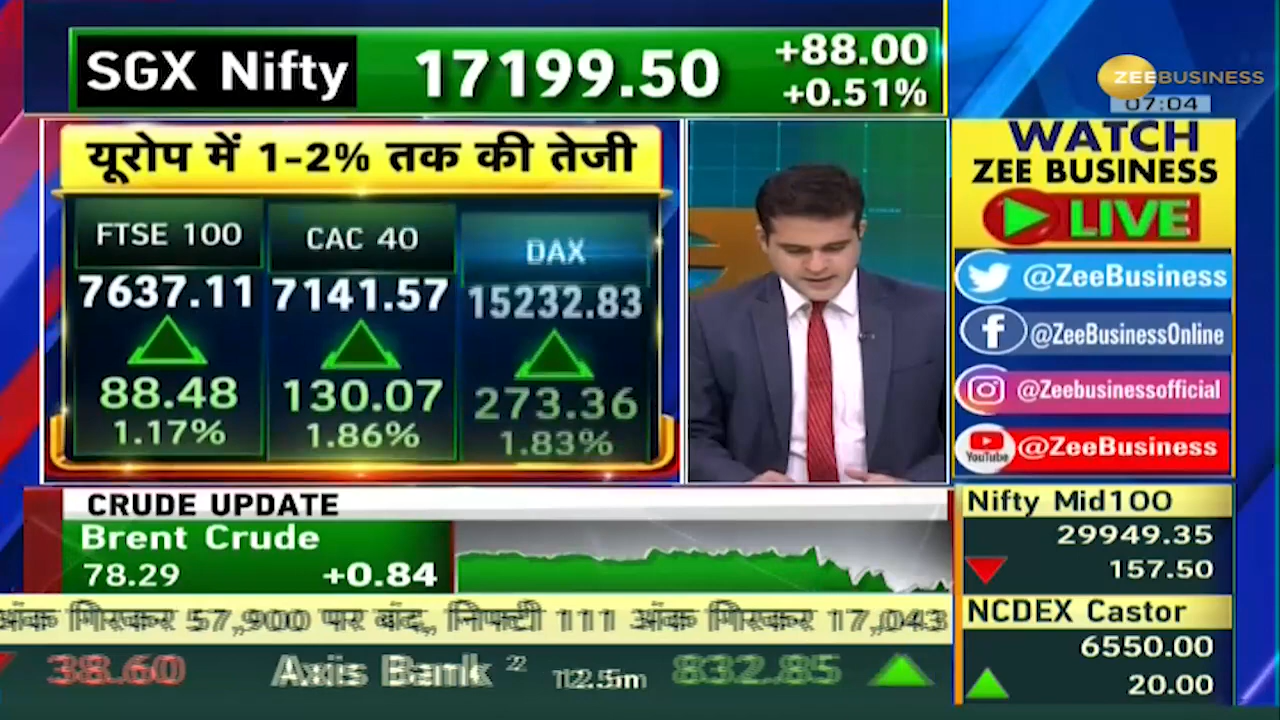 SGX Nifty 17199.50 +88.00
+0.51%
ZEEBUSINESS
07:04
यूरोप में 1-2% तक की तेजी
FTSE 100 CAC 40 DAX
7637.11 7141.57 15232.83
88.48 130.07 273.36
1.17% 1.86% 1.83%
WATCH
ZEE BUSINESS
LIVE
@ZeeBusiness
@ZeeBusinessOnline
@Zeebusinessofficial
YouTube @ZeeBusiness
CRUDE UPDATE
Brent Crude
78.29 +0.84
Nifty Mid100
29949.35
157.50
NCDEX Castor
6550.00
20.00
अंक गिरकर 57,900 पर बंद, निफ्टी 111 अंक गिरकर 17,043
38.60 Axis Bank 22 12.5m 832.85